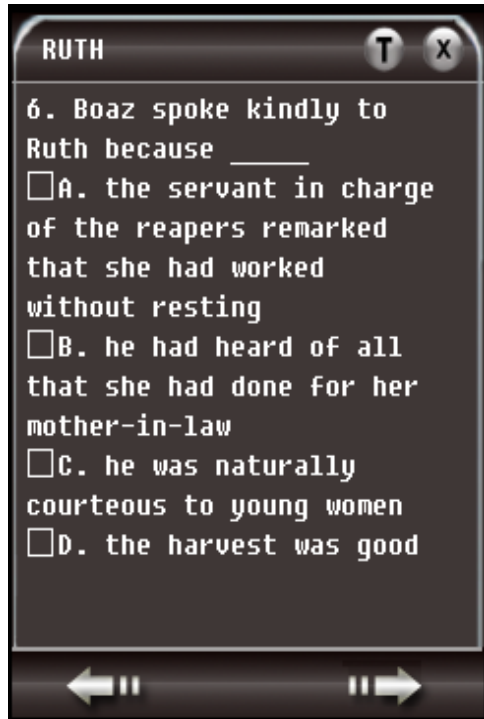 RUTH
T X
6. Boaz spoke kindly to
Ruth because _____
□A. the servant in charge
of the reapers remarked
that she had worked
without resting
□B. he had heard of all
that she had done for her
mother-in-law
□C. he was naturally
courteous to young women
□D. the harvest was good